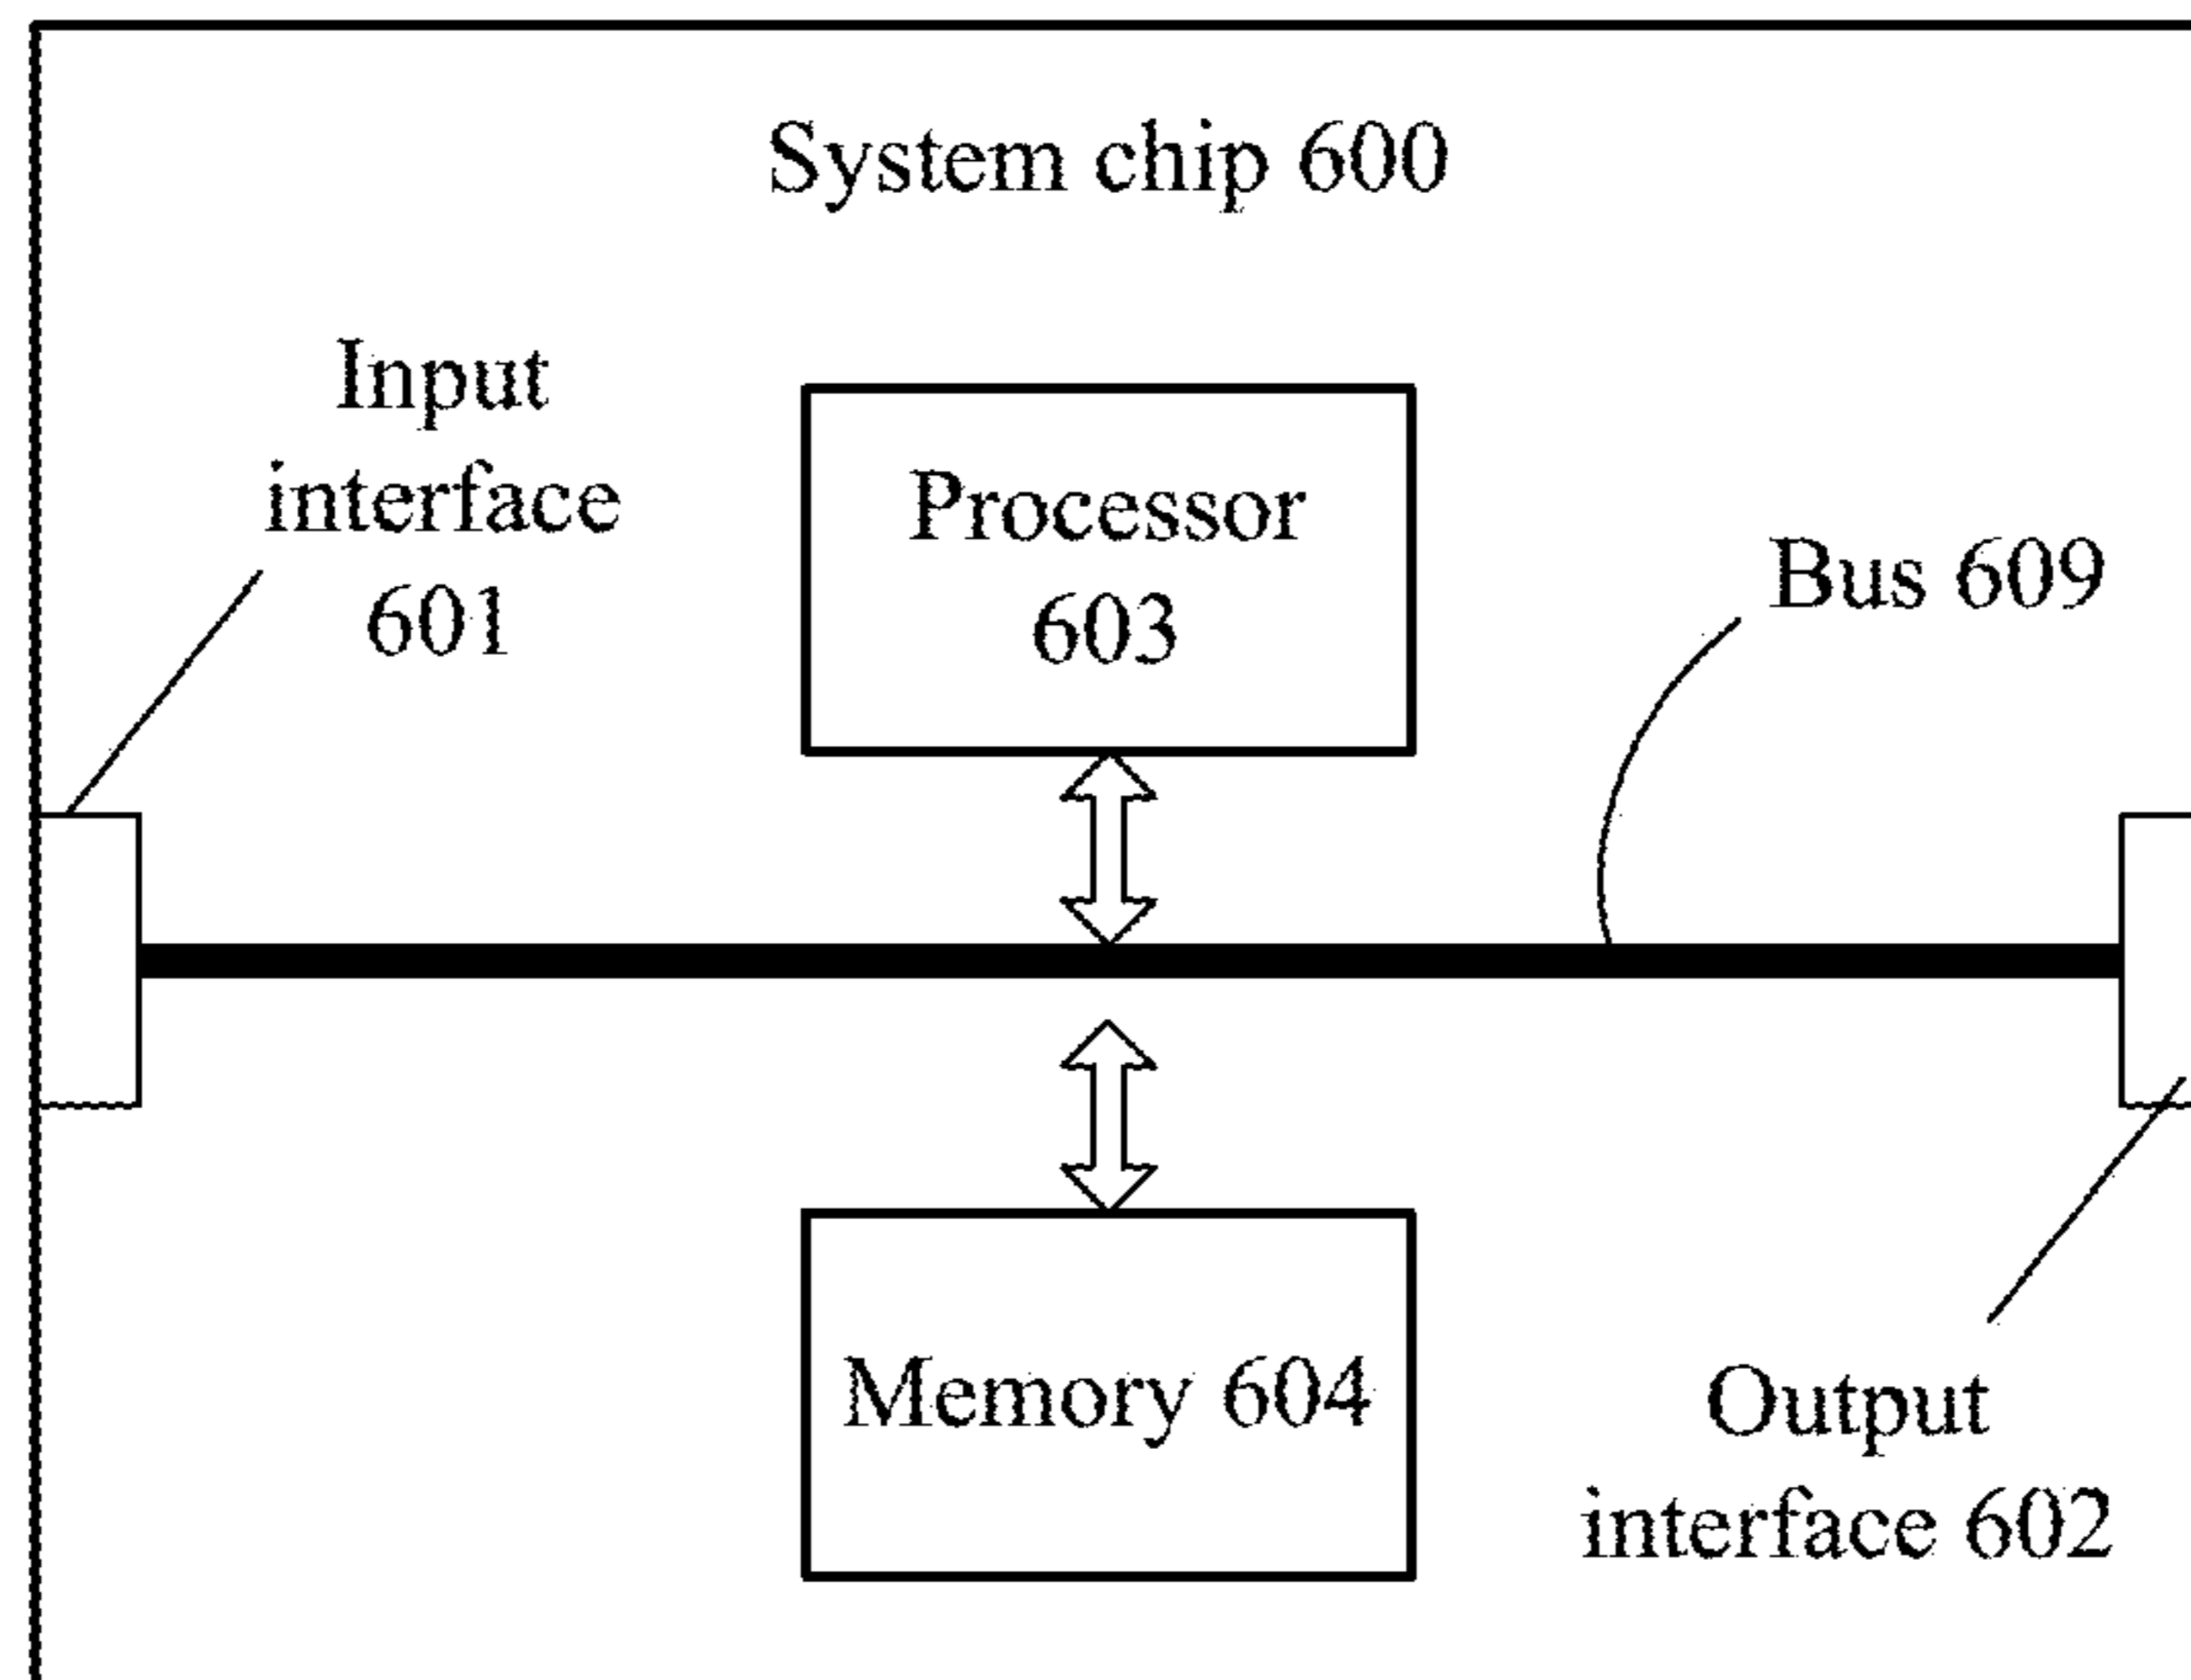 System chip 600
Input
interface
601
Processor
603
Bus 609
Memory 604
Output
interface 602